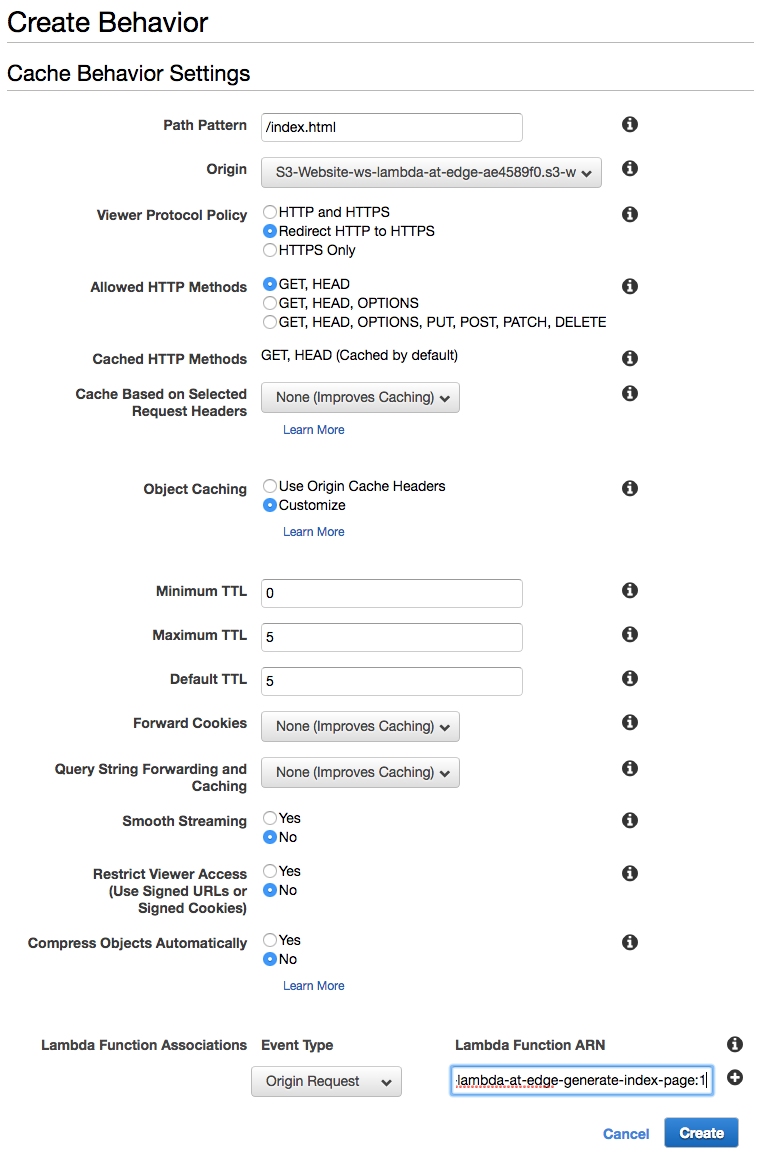 Create Behavior
Cache Behavior Settings
Path Pattern /index.html
Origin S3-Website-ws-lambda-at-edge-ae4589f0.s3-w
Viewer Protocol Policy HTTP and HTTPS
Redirect HTTP to HTTPS
HTTPS Only
Allowed HTTP Methods GET, HEAD
GET, HEAD, OPTIONS
GET, HEAD, OPTIONS, PUT, POST, PATCH, DELETE
Cached HTTP Methods GET, HEAD (Cached by default)
Cache Based on Selected
Request Headers None (Improves Caching)
Learn More
Object Caching Use Origin Cache Headers
Customize
Learn More
Minimum TTL 0
Maximum TTL 5
Default TTL 5
Forward Cookies None (Improves Caching)
Query String Forwarding and
Caching None (Improves Caching)
Smooth Streaming Yes
No
Restrict Viewer Access
(Use Signed URLs or
Signed Cookies) Yes
No
Compress Objects Automatically Yes
No
Learn More
Lambda Function Associations Event Type Lambda Function ARN
Origin Request lambda-at-edge-generate-index-page:1
Cancel Create